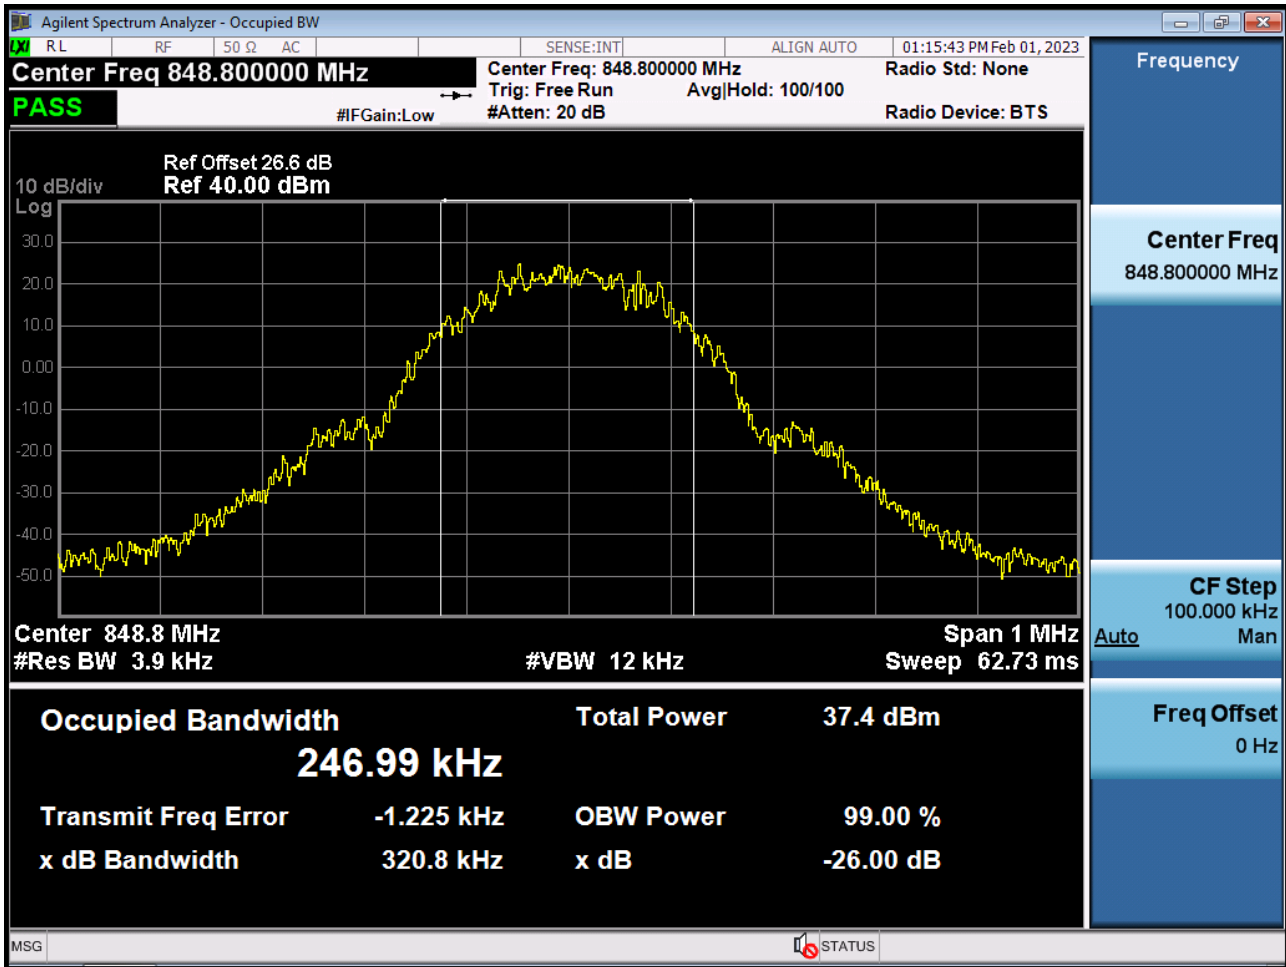 Agilent Spectrum Analyzer - Occupied BW
LXI RL RF 50 Ω AC SENSE:INT ALIGN AUTO 01:15:43 PM Feb 01, 2023
Center Freq 848.800000 MHz
Center Freq: 848.800000 MHz Radio Std: None
Trig: Free Run Avg|Hold: 100/100
PASS
#IFGain:Low #Atten: 20 dB Radio Device: BTS
Ref Offset 26.6 dB
10 dB/div Ref 40.00 dBm
Log
30.0
20.0
10.0
0.00
-10.0
-20.0
-30.0
-40.0
-50.0
Center 848.8 MHz Span 1 MHz
#Res BW 3.9 kHz #VBW 12 kHz Sweep 62.73 ms
Occupied Bandwidth Total Power 37.4 dBm
246.99 kHz
Transmit Freq Error -1.225 kHz OBW Power 99.00 %
x dB Bandwidth 320.8 kHz x dB -26.00 dB
MSG STATUS
Frequency
Center Freq
848.800000 MHz
CF Step
100.000 kHz
Auto Man
Freq Offset
0 Hz